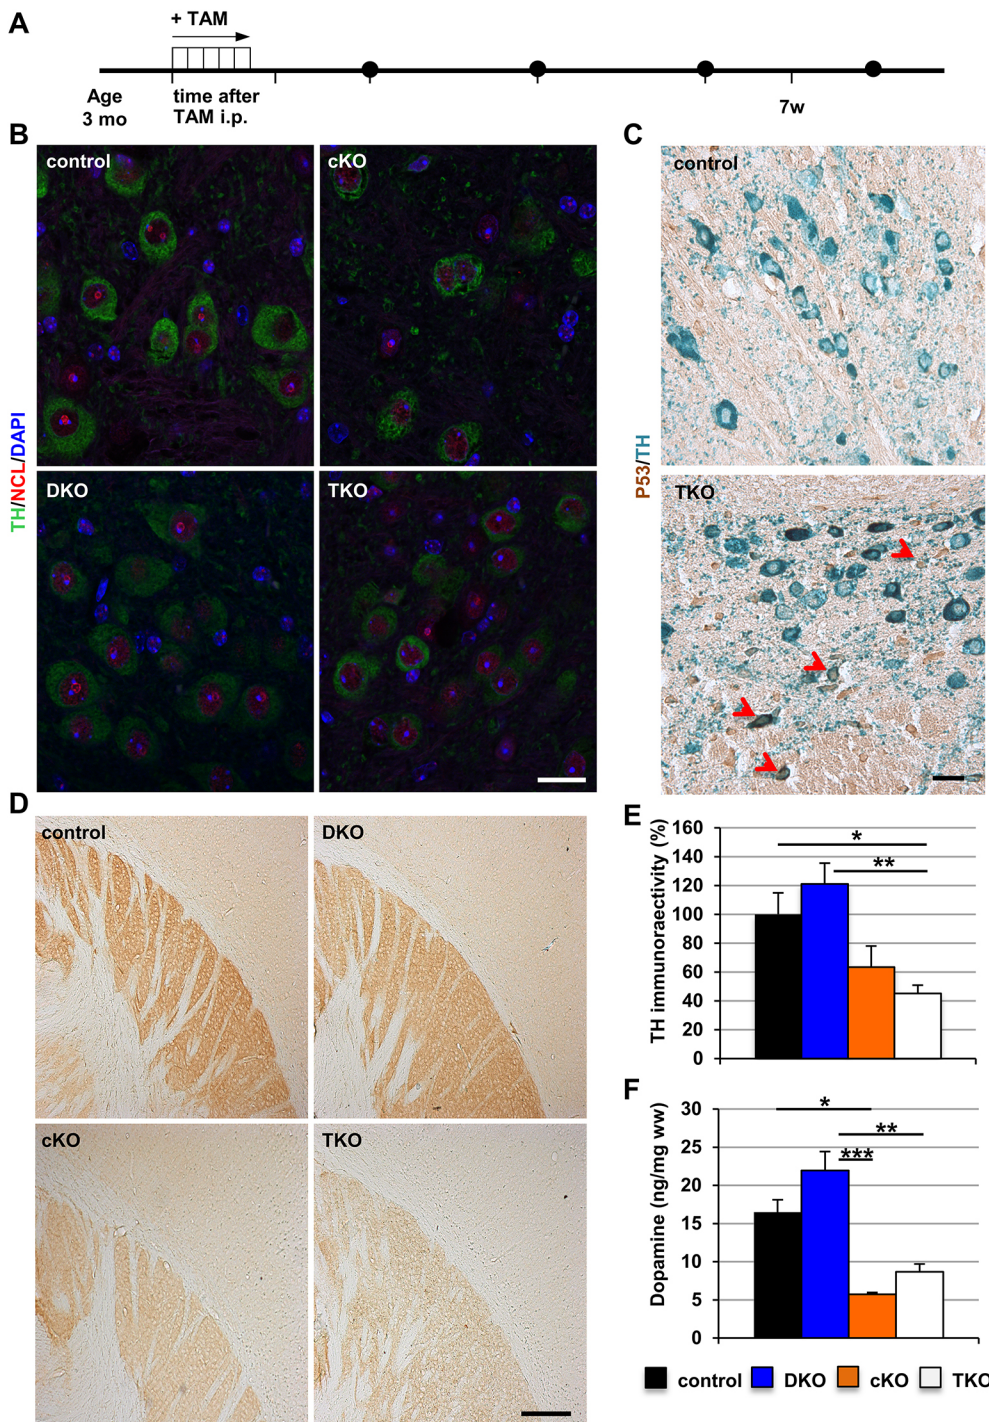 A
+ TAM
Age
3 mo
time after
TAM i.p.
7w
B
control
cKO
DKO
TKO
TH/NCL/DAPI
C
control
TKO
P53/TH
D
control
DKO
cKO
TKO
E
TH immunoraectivity (%)
160
140
120
100
80
60
40
20
0
*
**
F
Dopamine (ng/mg ww)
30
25
20
15
10
5
0
*
**
***
control DKO cKO TKO